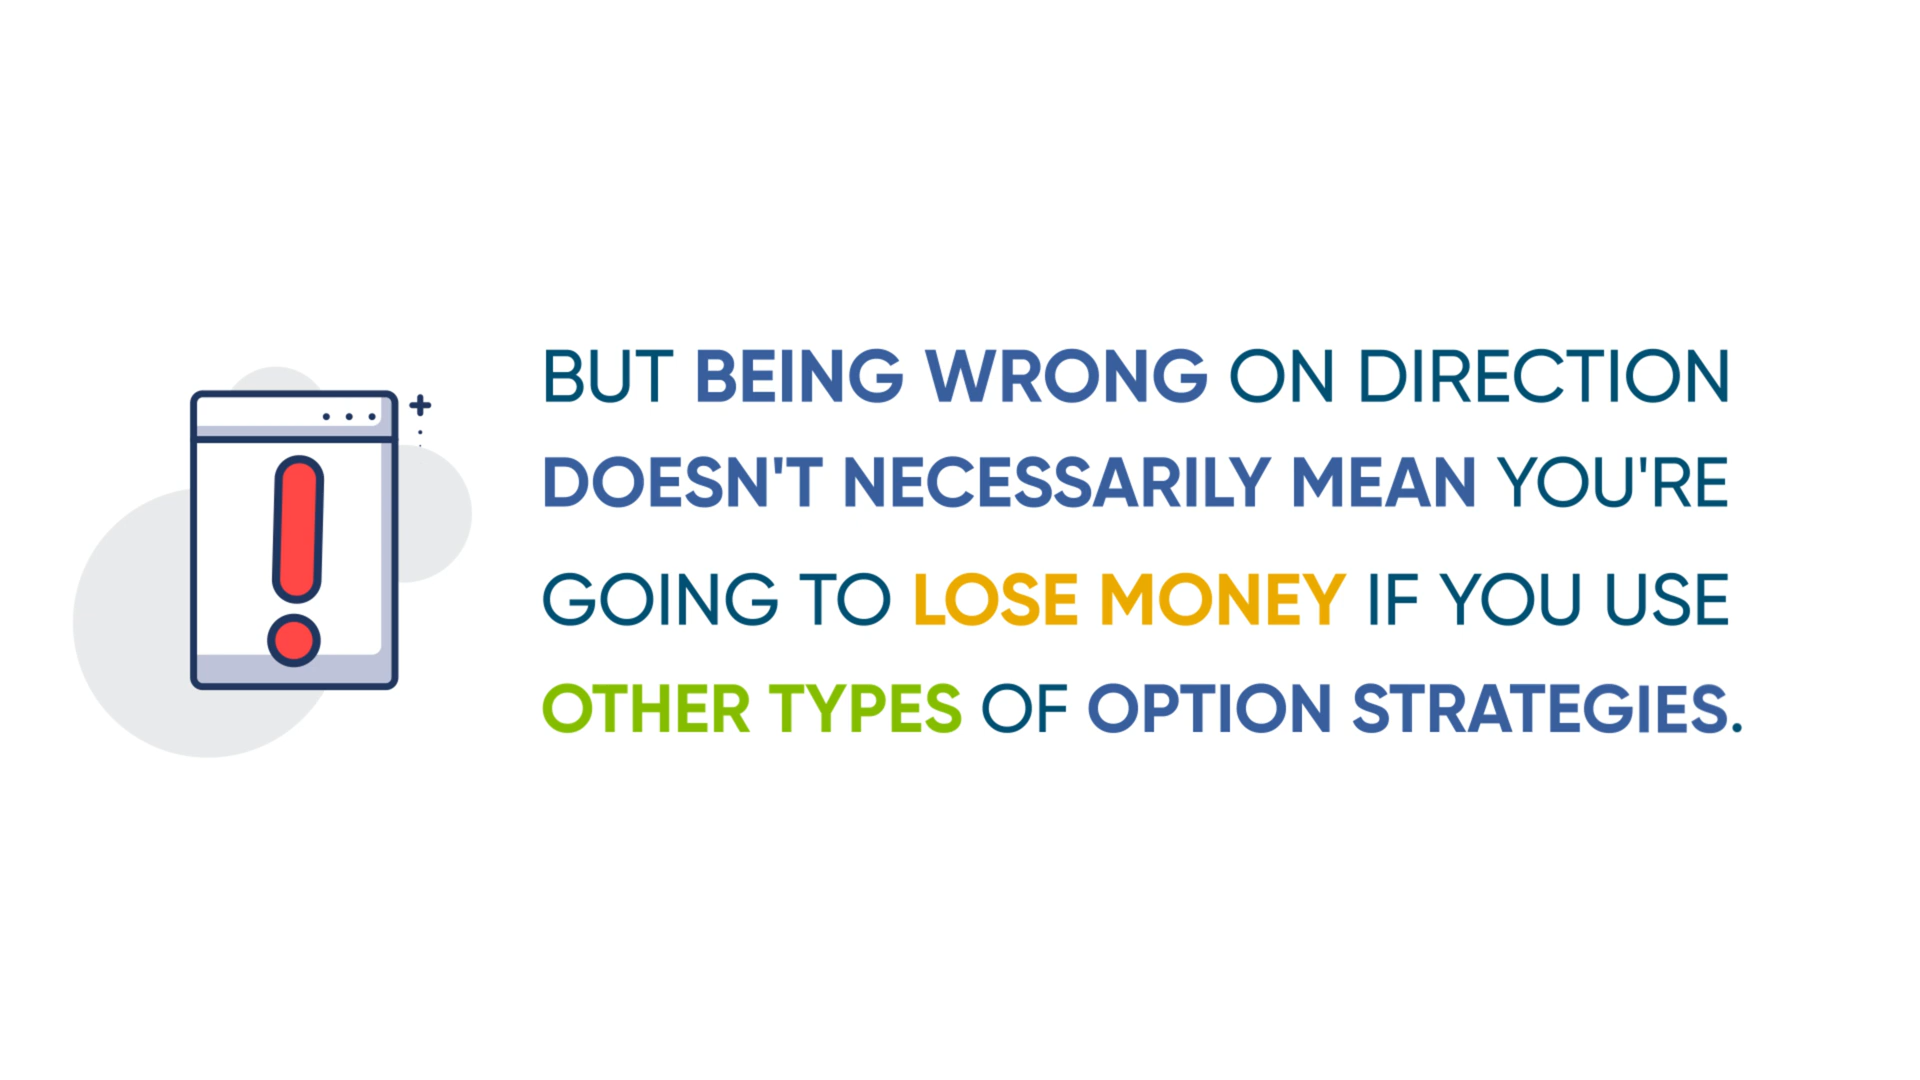 BUT BEING WRONG ON DIRECTION
DOESN'T NECESSARILY MEAN YOU'RE
GOING TO LOSE MONEY IF YOU USE
OTHER TYPES OF OPTION STRATEGIES.